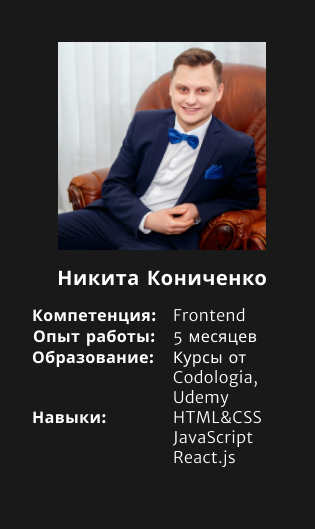 Никита Кониченко
Компетенция: Frontend
Опыт работы: 5 месяцев
Образование: Курсы от
Codologia,
Udemy
Навыки: HTML&CSS
JavaScript
React.js